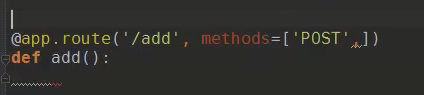 @app.route('/add', methods=['POST',])
def add():